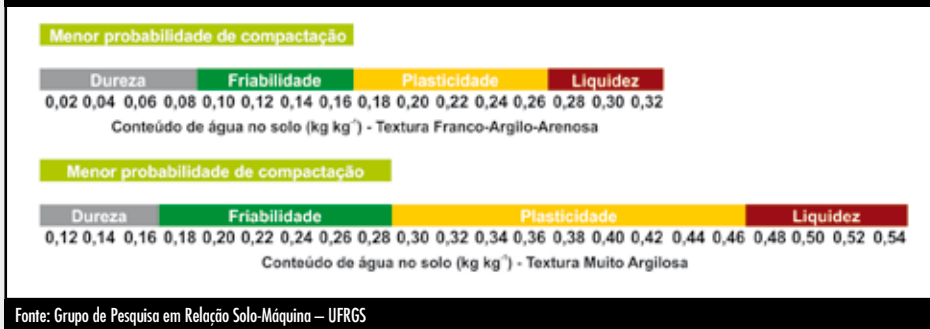 Menor probabilidade de compactação
Dureza Friabilidade Plasticidade Liquidez
0,02 0,04 0,06 0,08 0,10 0,12 0,14 0,16 0,18 0,20 0,22 0,24 0,26 0,28 0,30 0,32
Conteúdo de água no solo (kg kg⁻¹) - Textura Franco-Argilo-Arenosa
Menor probabilidade de compactação
Dureza Friabilidade Plasticidade Liquidez
0,12 0,14 0,16 0,18 0,20 0,22 0,24 0,26 0,28 0,30 0,32 0,34 0,36 0,38 0,40 0,42 0,44 0,46 0,48 0,50 0,52 0,54
Conteúdo de água no solo (kg kg⁻¹) - Textura Muito Argilosa
Fonte: Grupo de Pesquisa em Relação Solo-Máquina – UFRGS